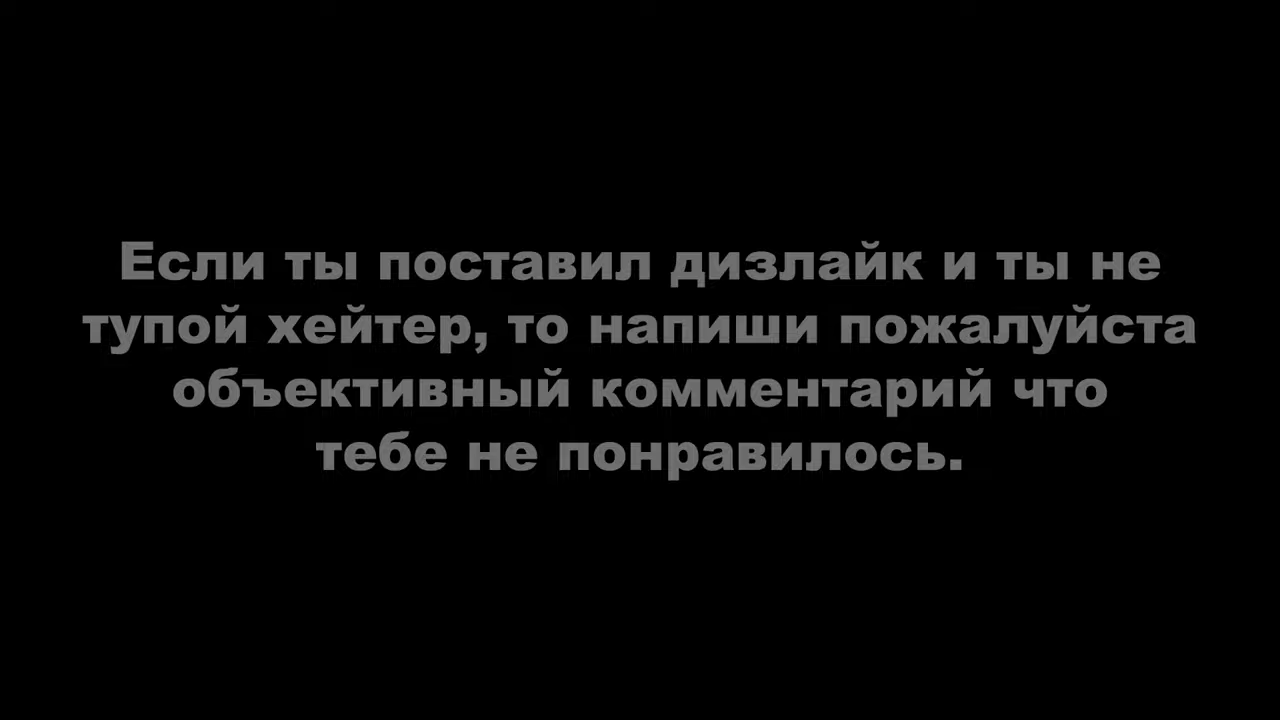 Если ты поставил дизлайк и ты не
тупой хейтер, то напиши пожалуйста
объективный комментарий что
тебе не понравилось.